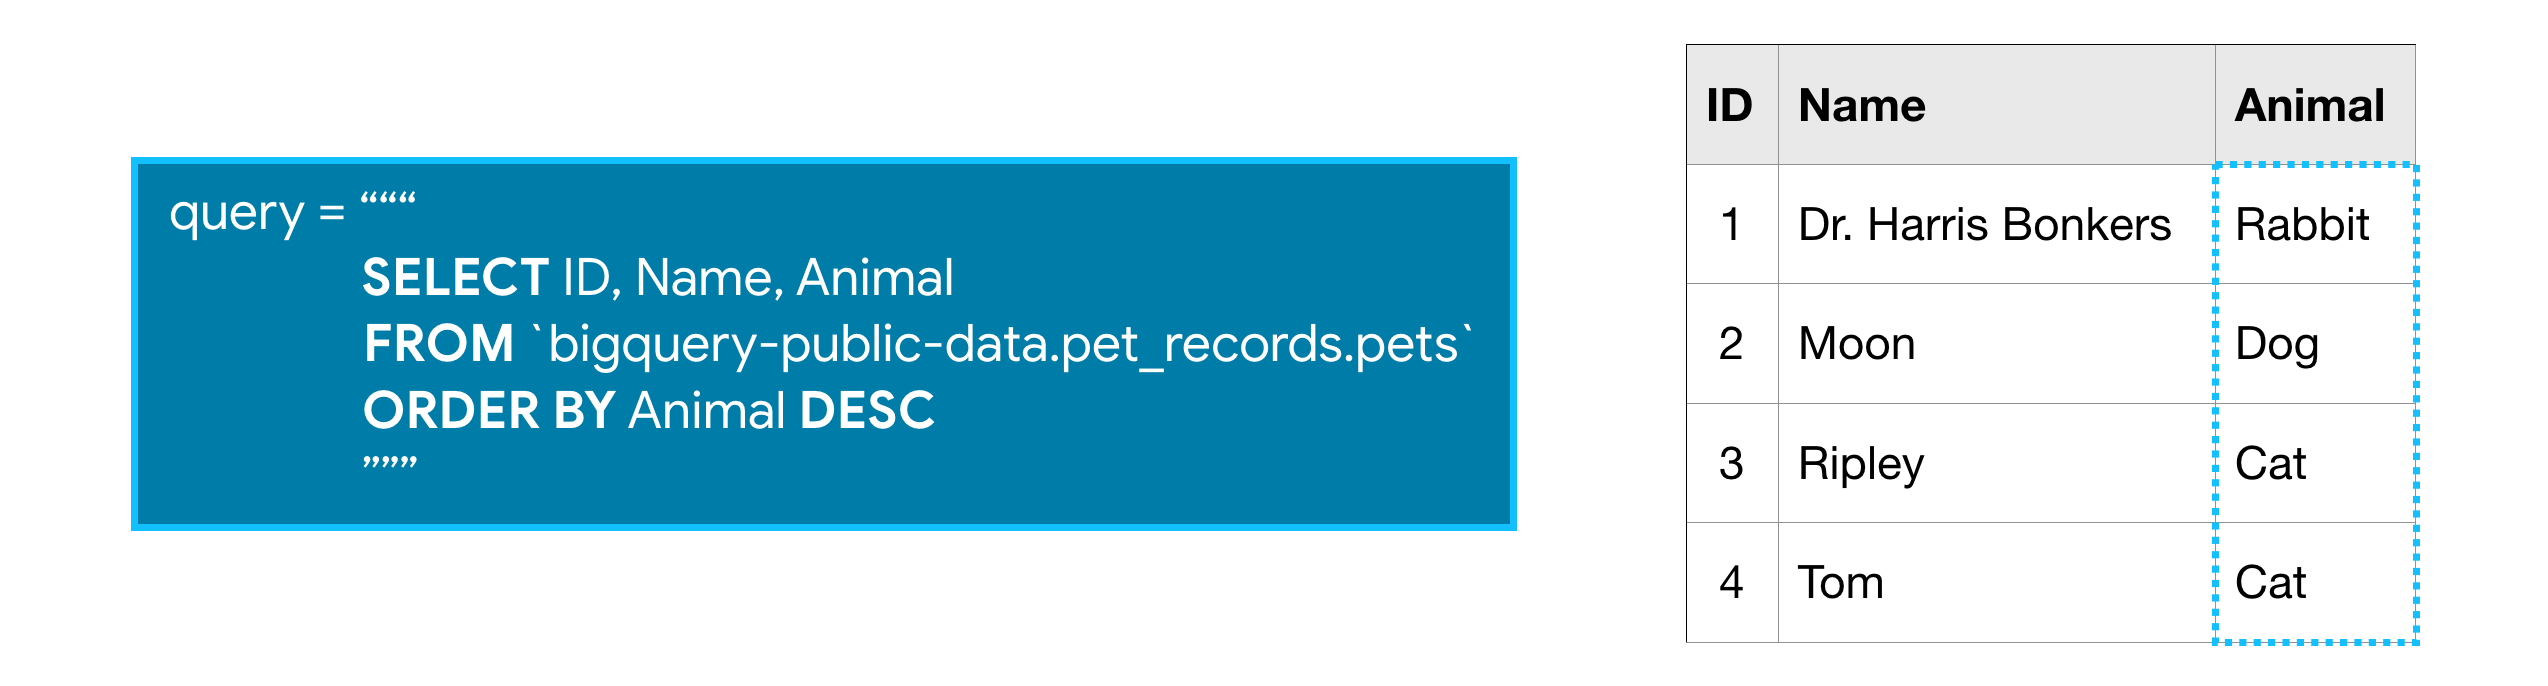 query = “““
SELECT ID, Name, Animal
FROM `bigquery-public-data.pet_records.pets`
ORDER BY Animal DESC
”””
ID Name Animal
1 Dr. Harris Bonkers Rabbit
2 Moon Dog
3 Ripley Cat
4 Tom Cat